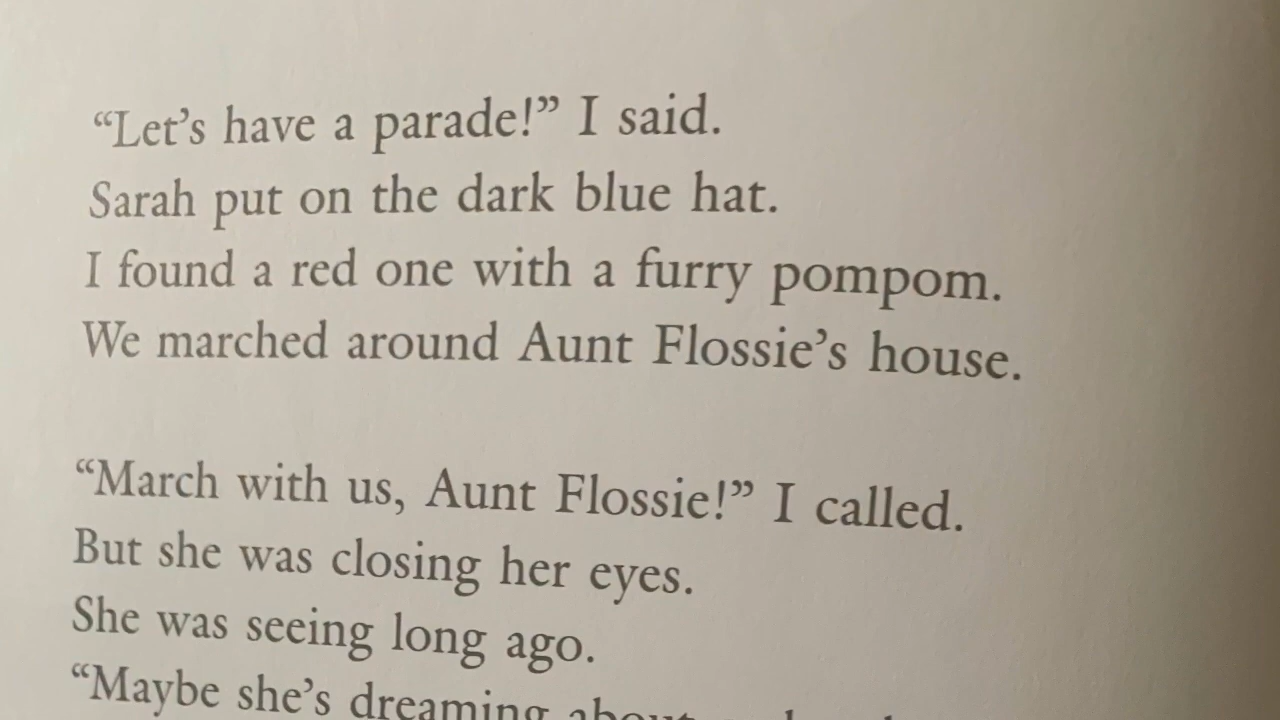 “Let’s have a parade!” I said.
Sarah put on the dark blue hat.
I found a red one with a furry pompom.
We marched around Aunt Flossie’s house.
“March with us, Aunt Flossie!” I called.
But she was closing her eyes.
She was seeing long ago.
“Maybe she’s dreaming about